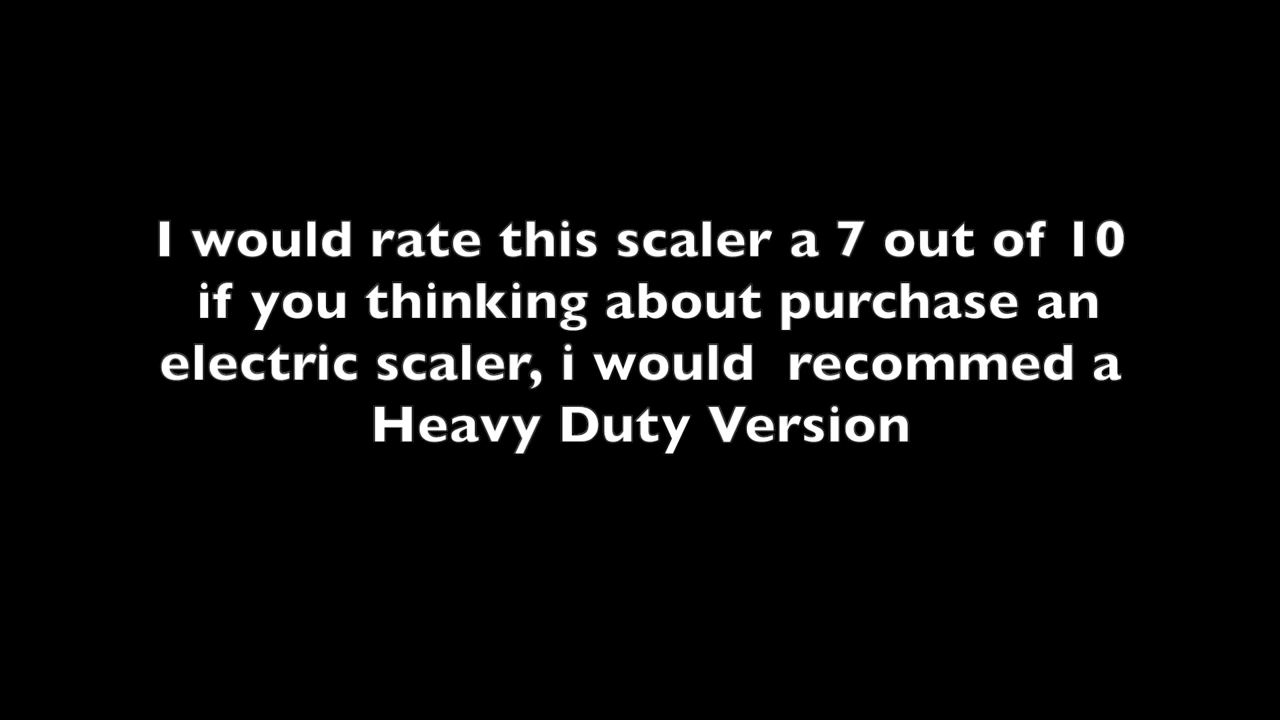 I would rate this scaler a 7 out of 10
if you thinking about purchase an
electric scaler, i would  recommed a
Heavy Duty Version